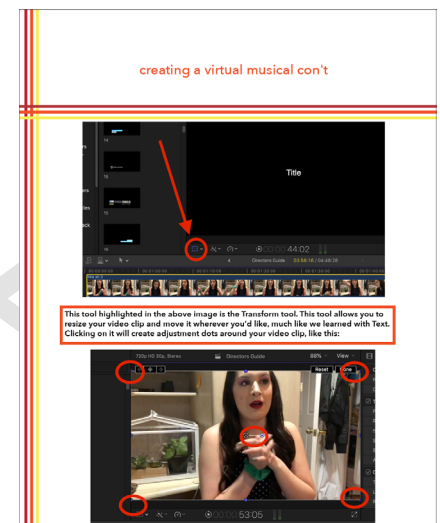 creating a virtual musical con't
14
15
Title
16
44:02
Directors Guide
This tool highlighted in the above image is the Transform tool. This tool allows you to
resize your video clip and move it wherever you'd like, much like we learned with Text.
Clicking on it will create adjustment dots around your video clip, like this:
720p HD 30p, Stereo Directors Guide 88% View
Reset Done
53:05